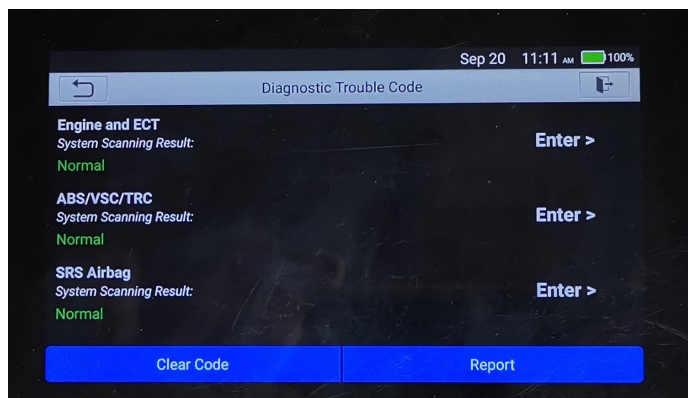 Sep 20 11:11 AM 100%
Diagnostic Trouble Code
Engine and ECT
System Scanning Result:
Enter >
Normal
ABS/VSC/TRC
System Scanning Result:
Enter >
Normal
SRS Airbag
System Scanning Result:
Enter >
Normal
Clear Code Report